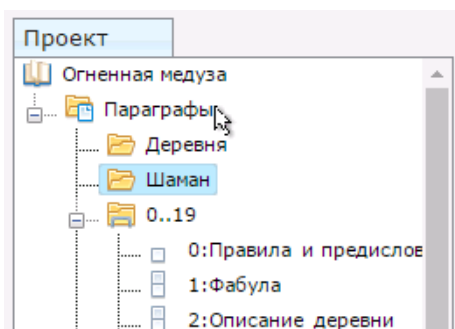 Проект
Огненная медуза
Параграфы
Деревня
Шаман
0..19
0:Правила и предислов
1:Фабула
2:Описание деревни